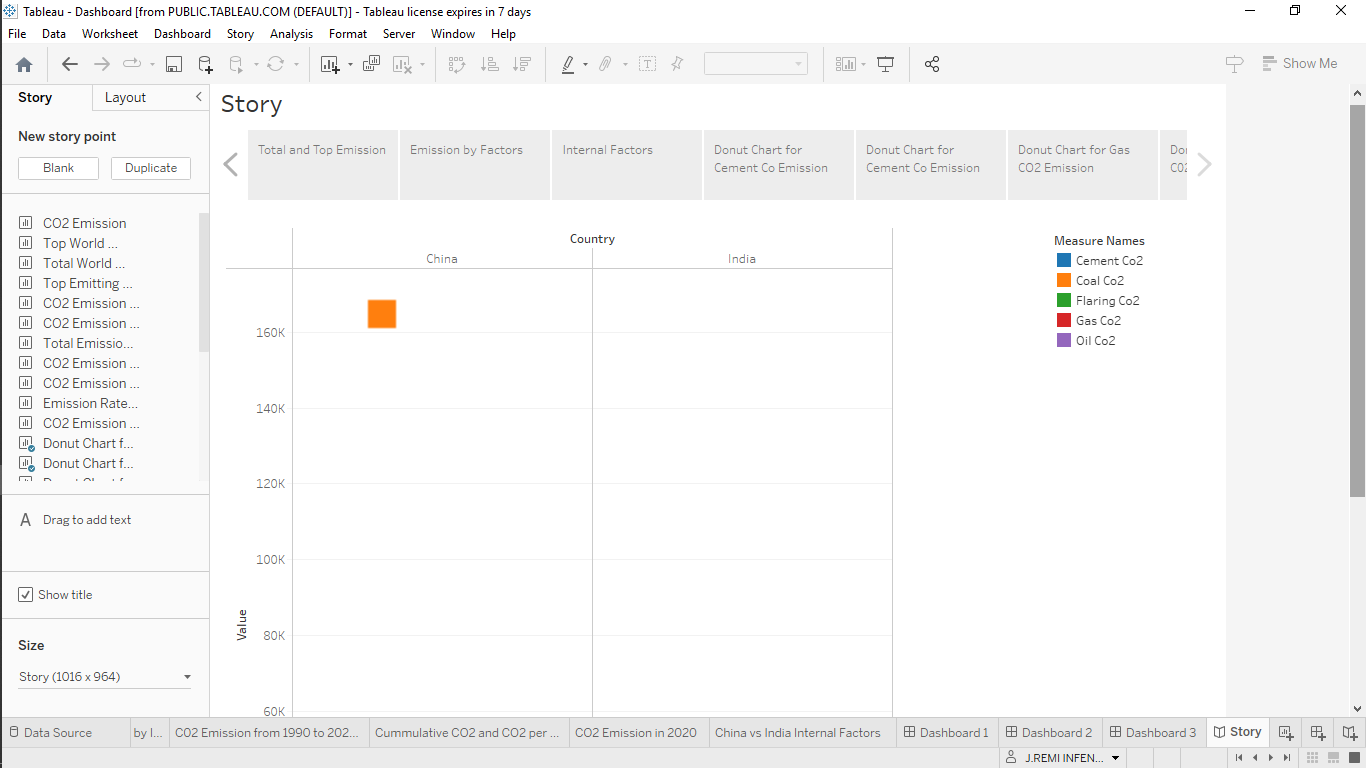 Tableau - Dashboard [from PUBLIC.TABLEAU.COM (DEFAULT)] - Tableau license expires in 7 days
File Data Worksheet Dashboard Story Analysis Format Server Window Help
Show Me
Story Layout
New story point
Blank Duplicate
CO2 Emission
Top World ...
Total World ...
Top Emitting ...
CO2 Emission ...
CO2 Emission ...
Total Emissio...
CO2 Emission ...
CO2 Emission ...
Emission Rate...
CO2 Emission ...
Donut Chart f...
Donut Chart f...
A Drag to add text
Show title
Size
Story (1016 x 964)
Story
Total and Top Emission
Emission by Factors
Internal Factors
Donut Chart for
Cement Co Emission
Donut Chart for
Cement Co Emission
Donut Chart for Gas
CO2 Emission
Country
China India
160K
140K
120K
100K
80K
60K
Value
Measure Names
Cement Co2
Coal Co2
Flaring Co2
Gas Co2
Oil Co2
Data Source by I... CO2 Emission from 1990 to 202... Cummulative CO2 and CO2 per ... CO2 Emission in 2020 China vs India Internal Factors Dashboard 1 Dashboard 2 Dashboard 3 Story
J.REMI INFEN...